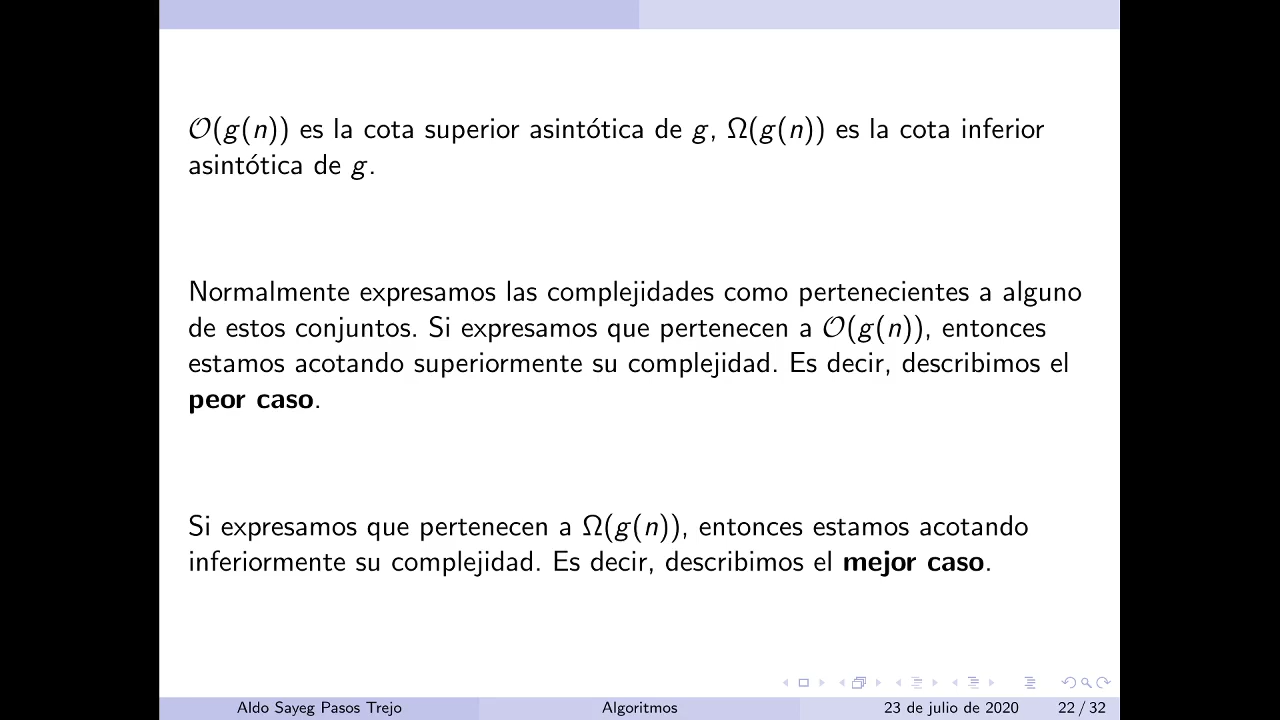 𝒪(g(n)) es la cota superior asintótica de g, Ω(g(n)) es la cota inferior
asintótica de g.
Normalmente expresamos las complejidades como pertenecientes a alguno
de estos conjuntos. Si expresamos que pertenecen a 𝒪(g(n)), entonces
estamos acotando superiormente su complejidad. Es decir, describimos el
peor caso.
Si expresamos que pertenecen a Ω(g(n)), entonces estamos acotando
inferiormente su complejidad. Es decir, describimos el mejor caso.
Aldo Sayeg Pasos Trejo Algoritmos 23 de julio de 2020 22 / 32